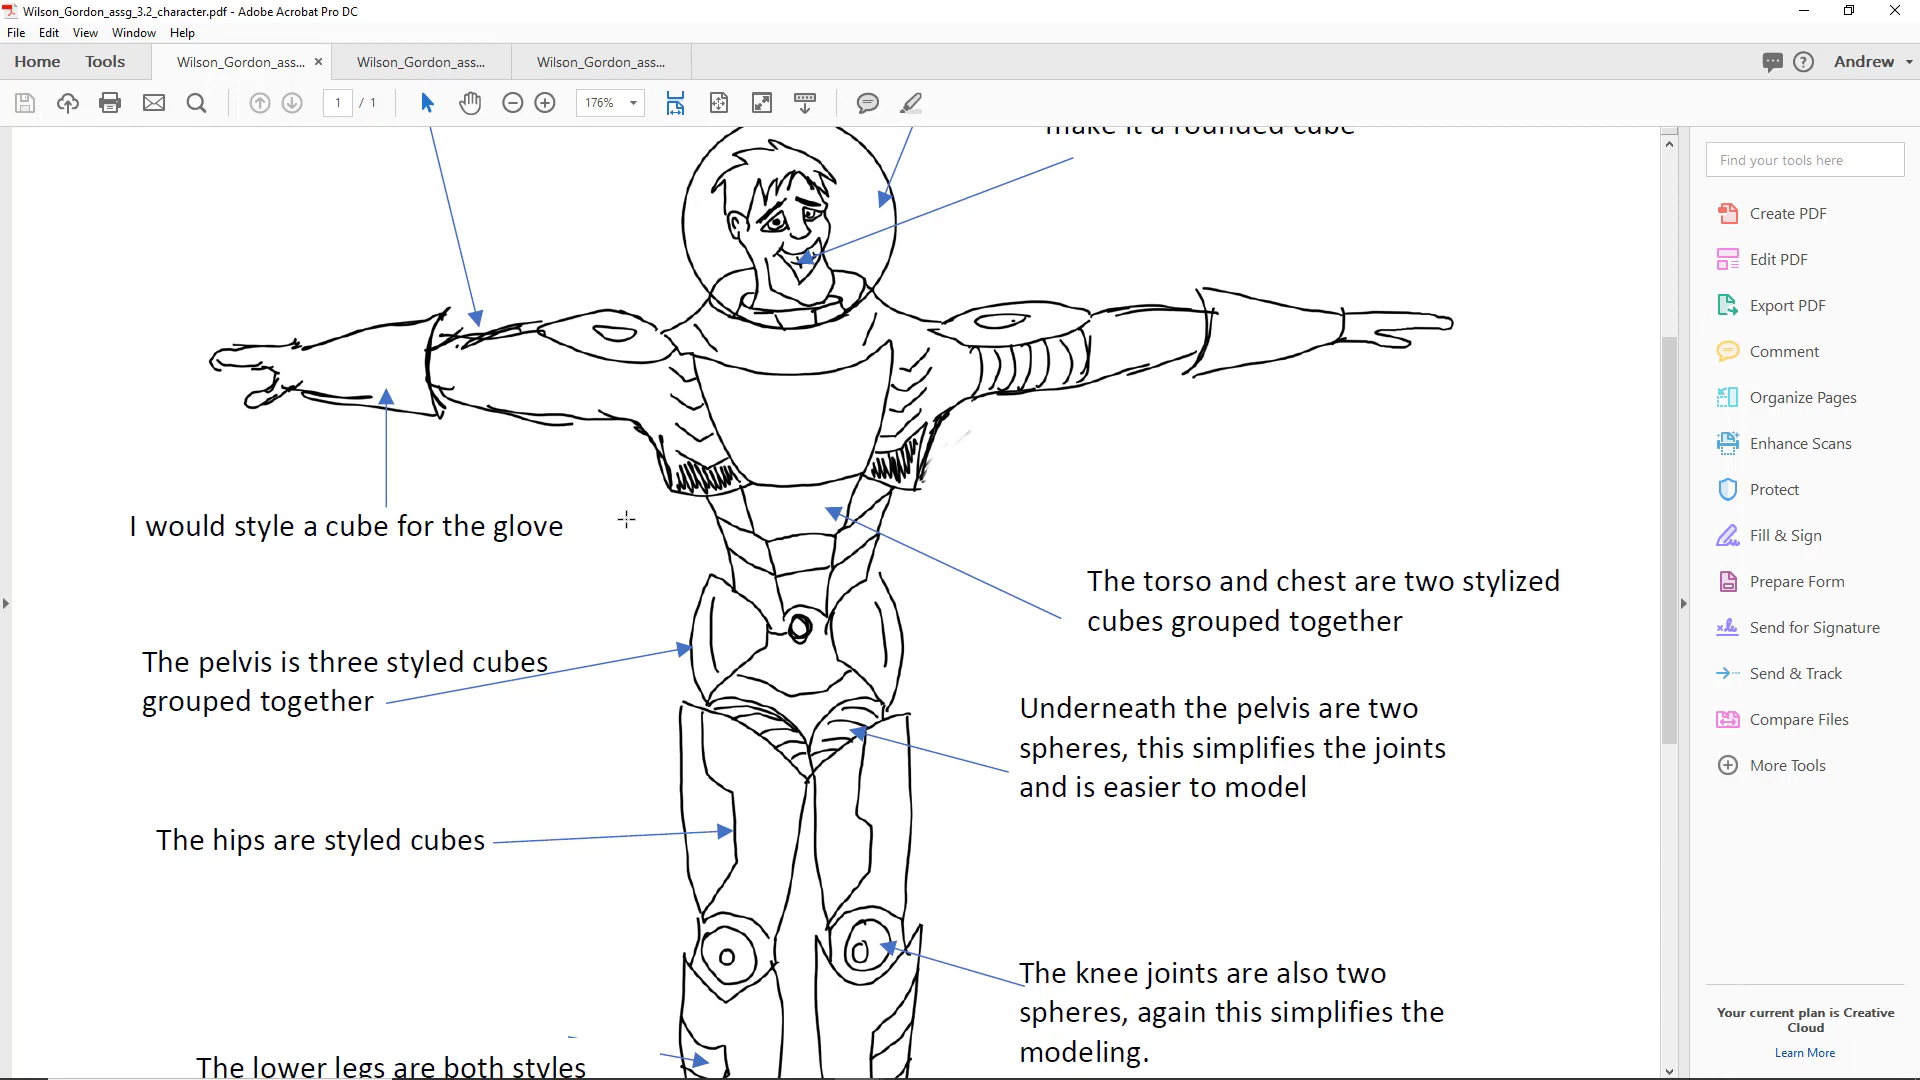 Wilson_Gordon_assg_3.2_character.pdf - Adobe Acrobat Pro DC
File Edit View Window Help
Home Tools Wilson_Gordon_ass... × Wilson_Gordon_ass... Wilson_Gordon_ass... Andrew
1 / 1 176%
make it a rounded cube
I would style a cube for the glove
The torso and chest are two stylized
cubes grouped together
The pelvis is three styled cubes
grouped together
Underneath the pelvis are two
spheres, this simplifies the joints
and is easier to model
The hips are styled cubes
The knee joints are also two
spheres, again this simplifies the
modeling.
The lower legs are both styles
Find your tools here
Create PDF
Edit PDF
Export PDF
Comment
Organize Pages
Enhance Scans
Protect
Fill & Sign
Prepare Form
Send for Signature
Send & Track
Compare Files
More Tools
Your current plan is Creative
Cloud
Learn More